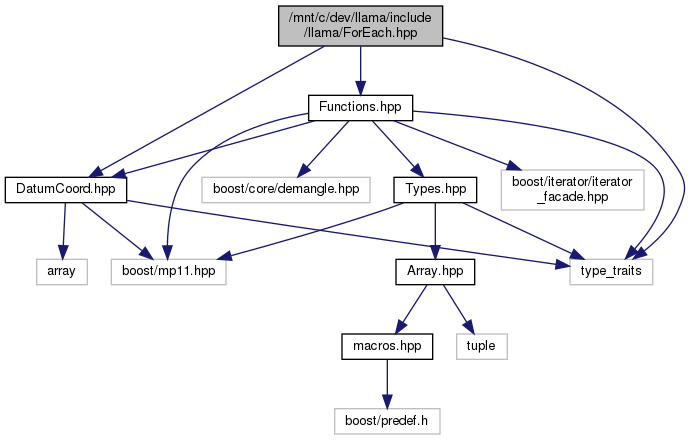 /mnt/c/dev/llama/include
/llama/ForEach.hpp
Functions.hpp
DatumCoord.hpp
boost/core/demangle.hpp
Types.hpp
boost/iterator/iterator
_facade.hpp
array
boost/mp11.hpp
Array.hpp
type_traits
macros.hpp
tuple
boost/predef.h